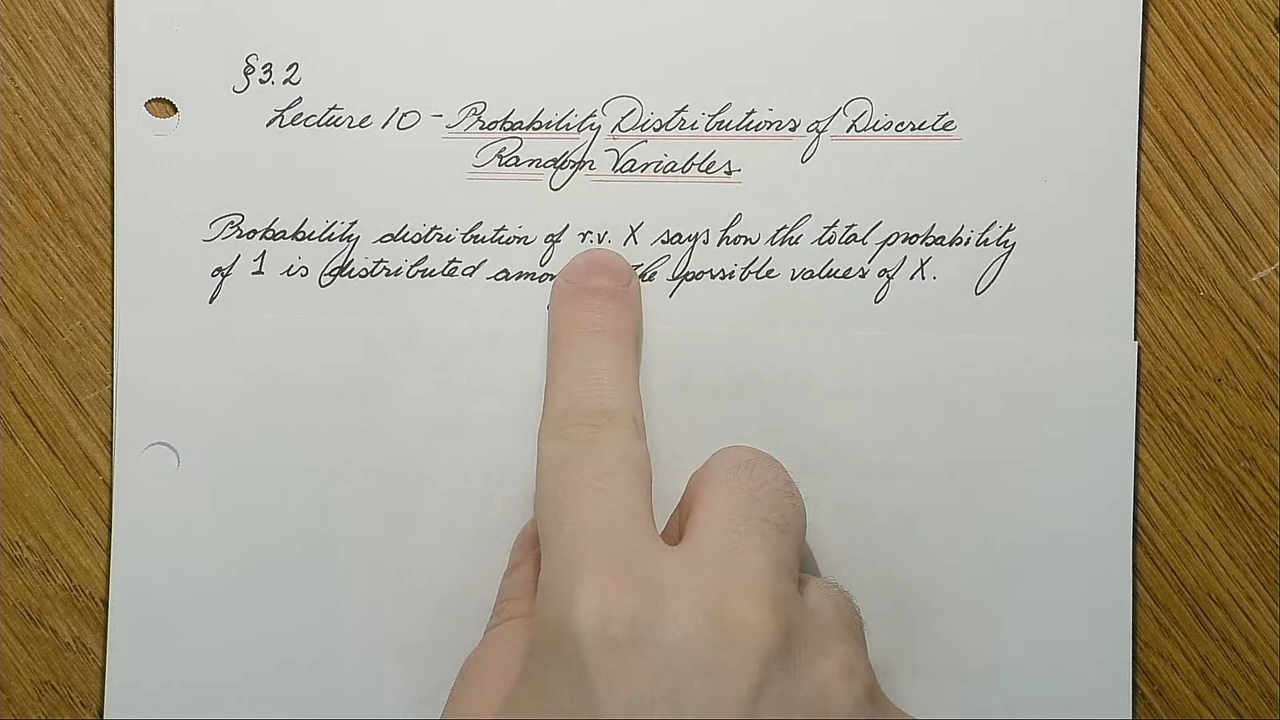 §3.2
Lecture 10 - Probability Distributions of Discrete
Random Variables
Probability distribution of r.v. X says how the total probability
of 1 is distributed the possible values of X.